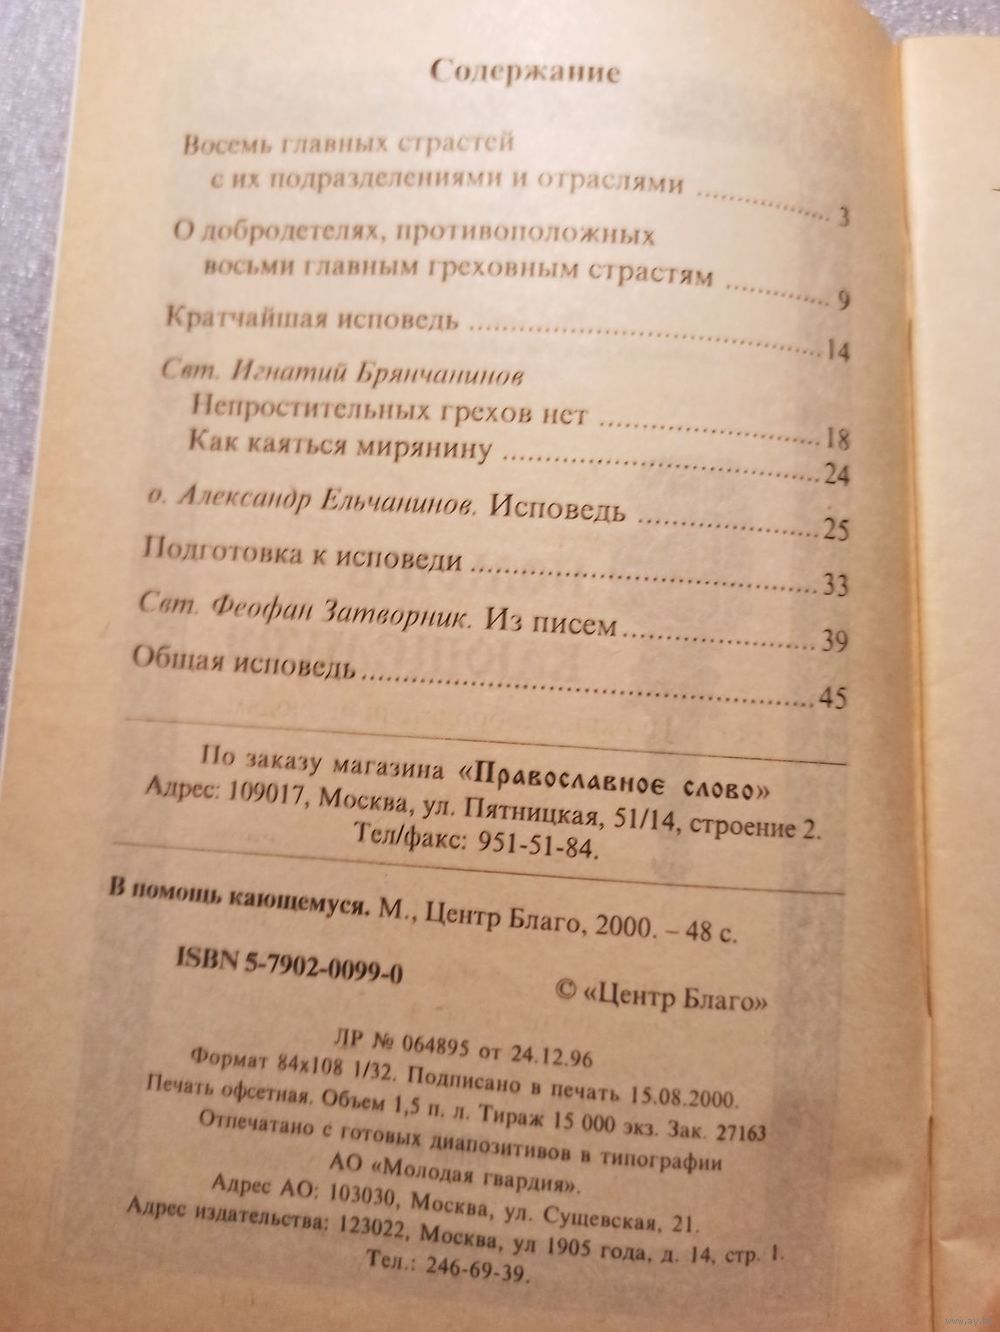 Содержание
Восемь главных страстей
с их подразделениями и отраслями ........................ 3
О добродетелях, противоположных
восьми главным греховным страстям .................... 9
Кратчайшая исповедь ................................................ 14
Свт. Игнатий Брянчанинов
Непростительных грехов нет .............................. 18
Как каяться мирянину .......................................... 24
о. Александр Ельчанинов. Исповедь ........................ 25
Подготовка к исповеди ............................................ 33
Свт. Феофан Затворник. Из писем ........................ 39
Общая исповедь ........................................................ 45
По заказу магазина «Православное слово»
Адрес: 109017, Москва, ул. Пятницкая, 51/14, строение 2.
Тел/факс: 951-51-84.
В помощь кающемуся. М., Центр Благо, 2000. – 48 с.
ISBN 5-7902-0099-0
© «Центр Благо»
ЛР № 064895 от 24.12.96
Формат 84х108 1/32. Подписано в печать 15.08.2000.
Печать офсетная. Объем 1,5 п. л. Тираж 15 000 экз. Зак. 27163
Отпечатано с готовых диапозитивов в типографии
АО «Молодая гвардия».
Адрес АО: 103030, Москва, ул. Сущевская, 21.
Адрес издательства: 123022, Москва, ул 1905 года, д. 14, стр. 1.
Тел.: 246-69-39.